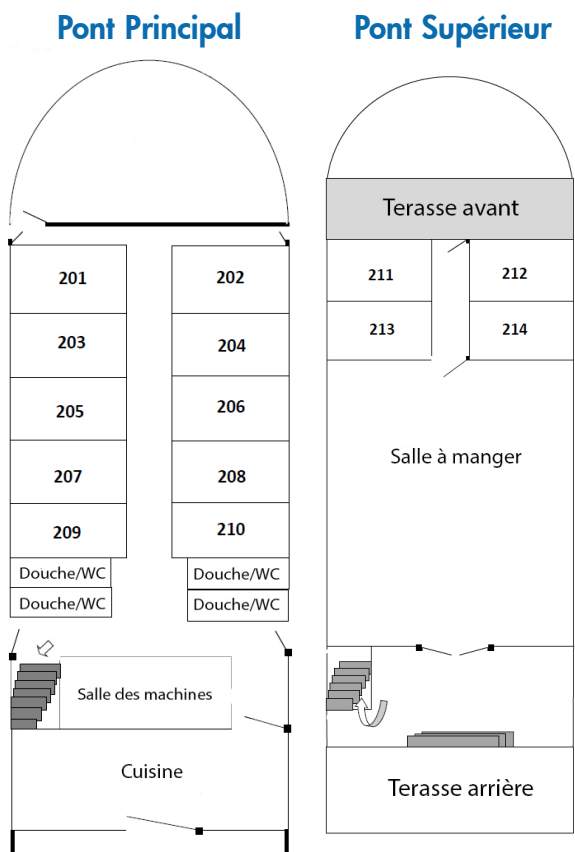 Pont Principal
201
202
203
204
205
206
207
208
209
210
Douche/WC
Douche/WC
Douche/WC
Douche/WC
Salle des machines
Cuisine
Pont Supérieur
Terasse avant
211
212
213
214
Salle à manger
Terasse arrière